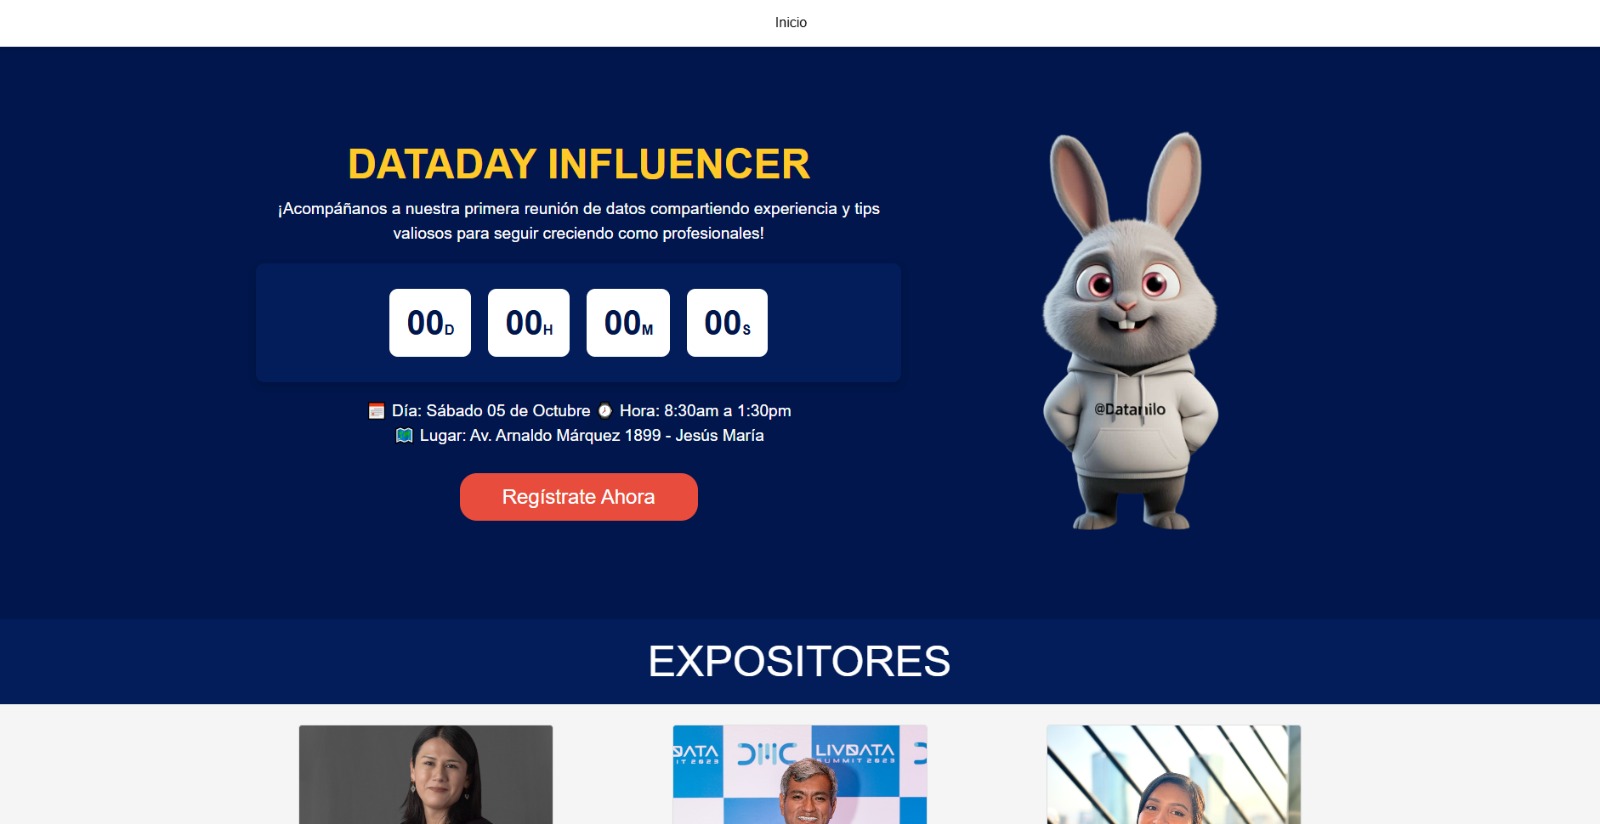 Inicio
DATADAY INFLUENCER
¡Acompáñanos a nuestra primera reunión de datos compartiendo experiencia y tips
valiosos para seguir creciendo como profesionales!
00D 00H 00M 00S
Día: Sábado 05 de Octubre Hora: 8:30am a 1:30pm
Lugar: Av. Arnaldo Márquez 1899 - Jesús María
Regístrate Ahora
@Datanilo
EXPOSITORES
DATA DMC LIVDATA
IT 2023 SUMMIT 2023